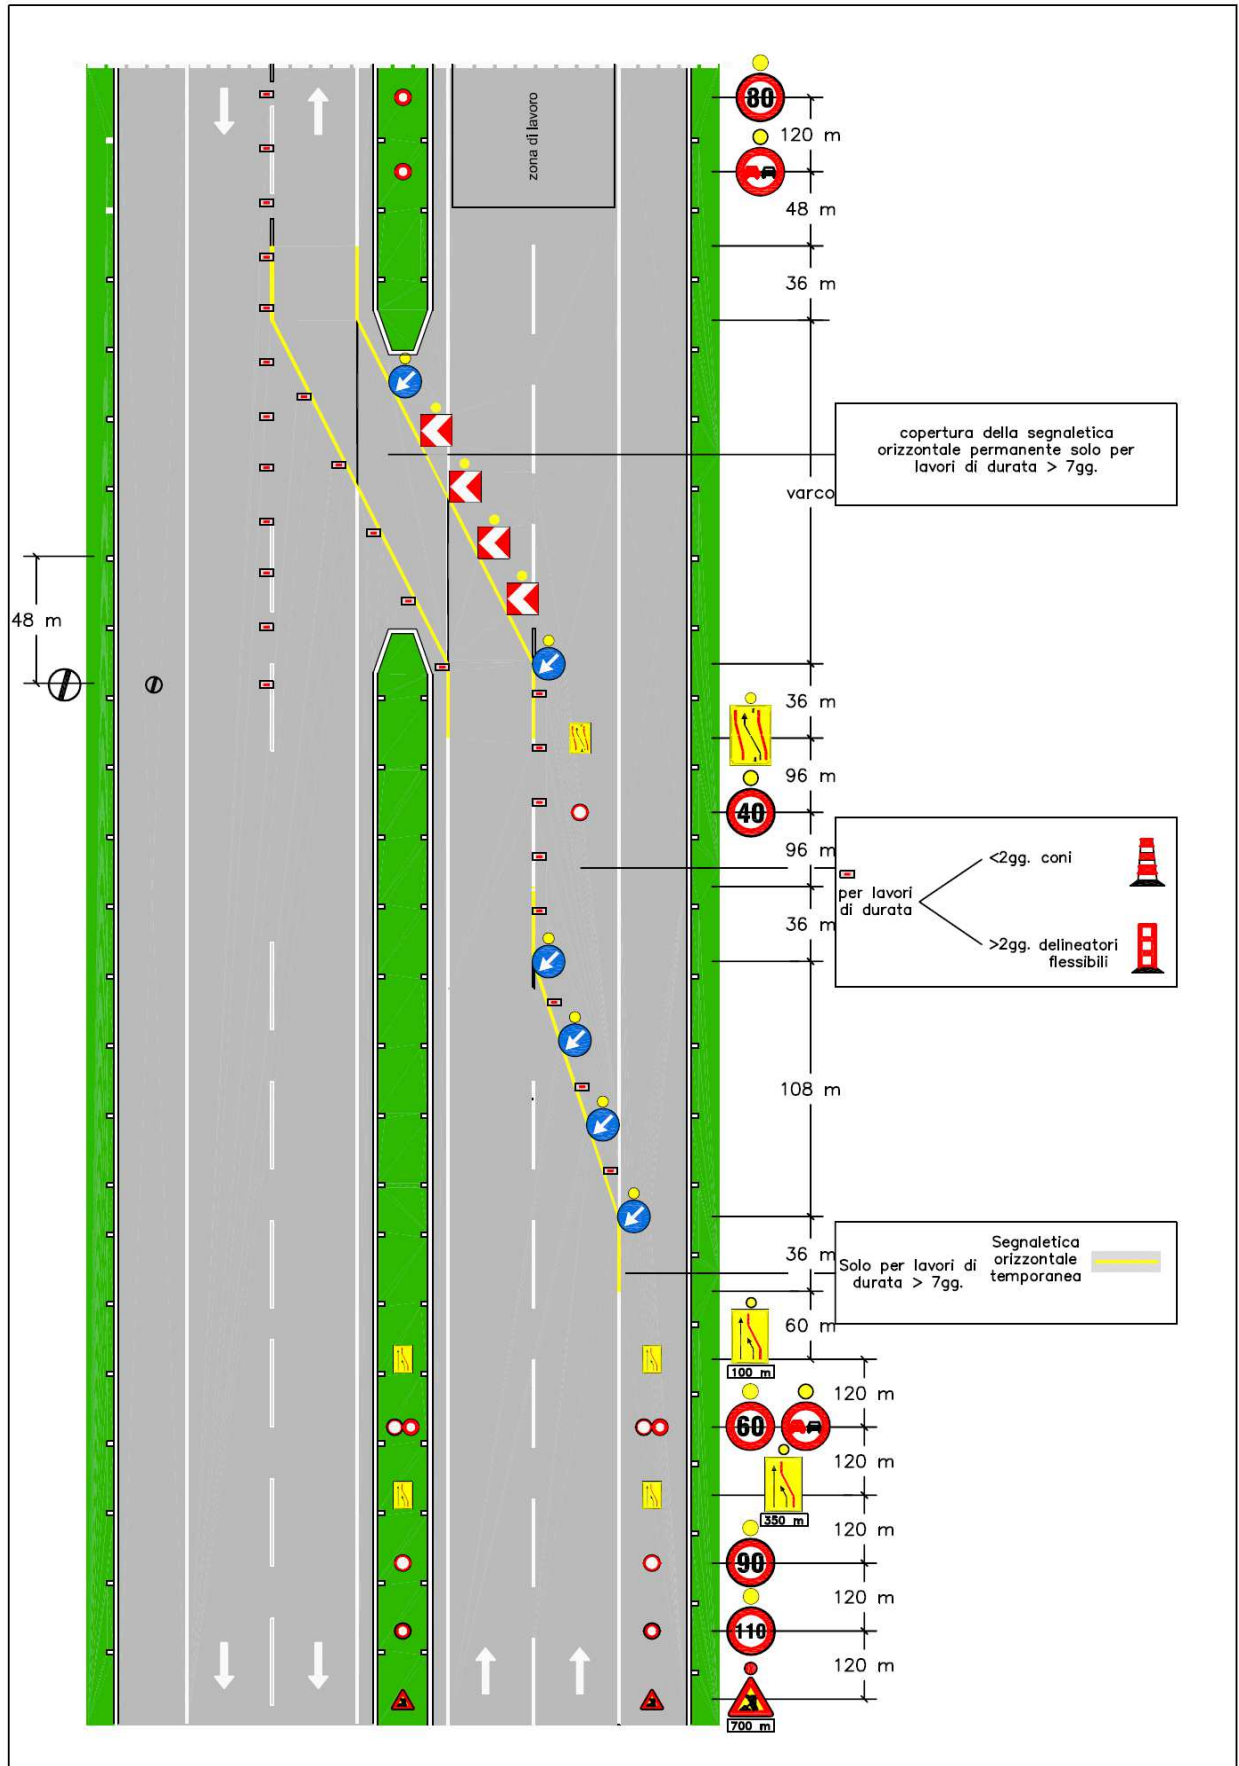 80
120 m
zona di lavoro
48 m
36 m
copertura della segnaletica
orizzontale permanente solo per
lavori di durata > 7gg.
varco
48 m
36 m
96 m
40
96 m
<2gg. coni
per lavori
di durata
36 m
>2gg. delineatori
flessibili
108 m
36 m
Solo per lavori di
durata > 7gg.
Segnaletica
orizzontale
temporanea
60 m
100 m
120 m
60
120 m
350 m
120 m
90
120 m
110
120 m
700 m